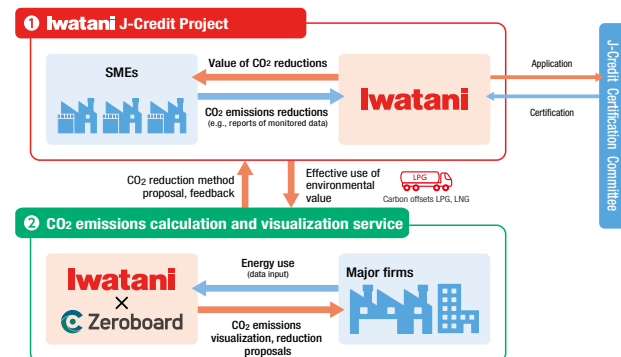 1 Iwatani J-Credit Project
SMEs
Value of CO2 reductions
CO2 emissions reductions
(e.g., reports of monitored data)
Iwatani
Application
Certification
J-Credit Certification Committee
CO2 reduction method
proposal, feedback
Effective use of
environmental
value
LPG
Carbon offsets LPG, LNG
2 CO2 emissions calculation and visualization service
Iwatani
×
Zeroboard
Energy use
(data input)
CO2 emissions
visualization, reduction
proposals
Major firms